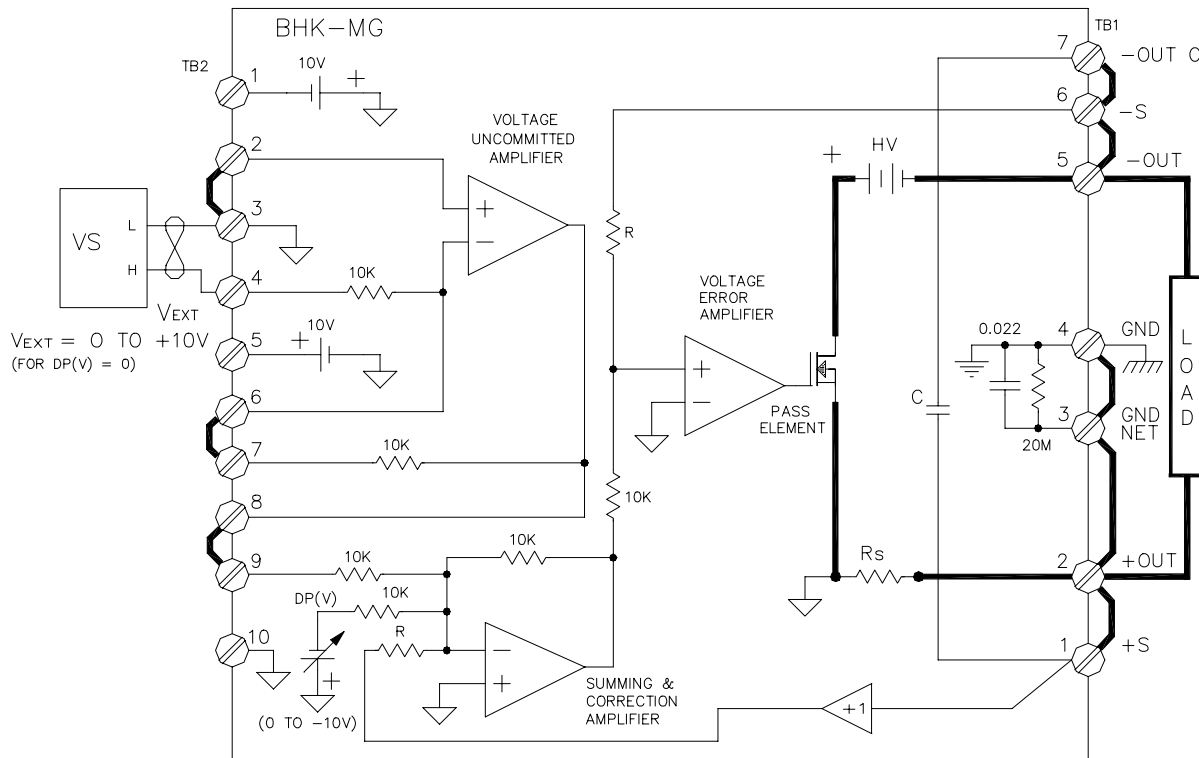 BHK-MG
TB1
TB2
7
-OUT
1
10V
+
6
-S
2
VOLTAGE
UNCOMMITTED
AMPLIFIER
+
HV
5
-OUT
3
+
−
L
VS
H
R
4
10K
VOLTAGE
ERROR
AMPLIFIER
VEXT
VEXT = 0 TO +10V
(FOR DP(V) = 0)
5
+
10V
+
−
PASS
ELEMENT
0.022
4
GND
LOAD
C
3
GND
NET
20M
6
7
10K
10K
8
9
10K
10K
DP(V)
10K
R
Rs
2
+OUT
10
+
(0 TO -10V)
−
+
SUMMING &
CORRECTION
AMPLIFIER
1
+S
+1